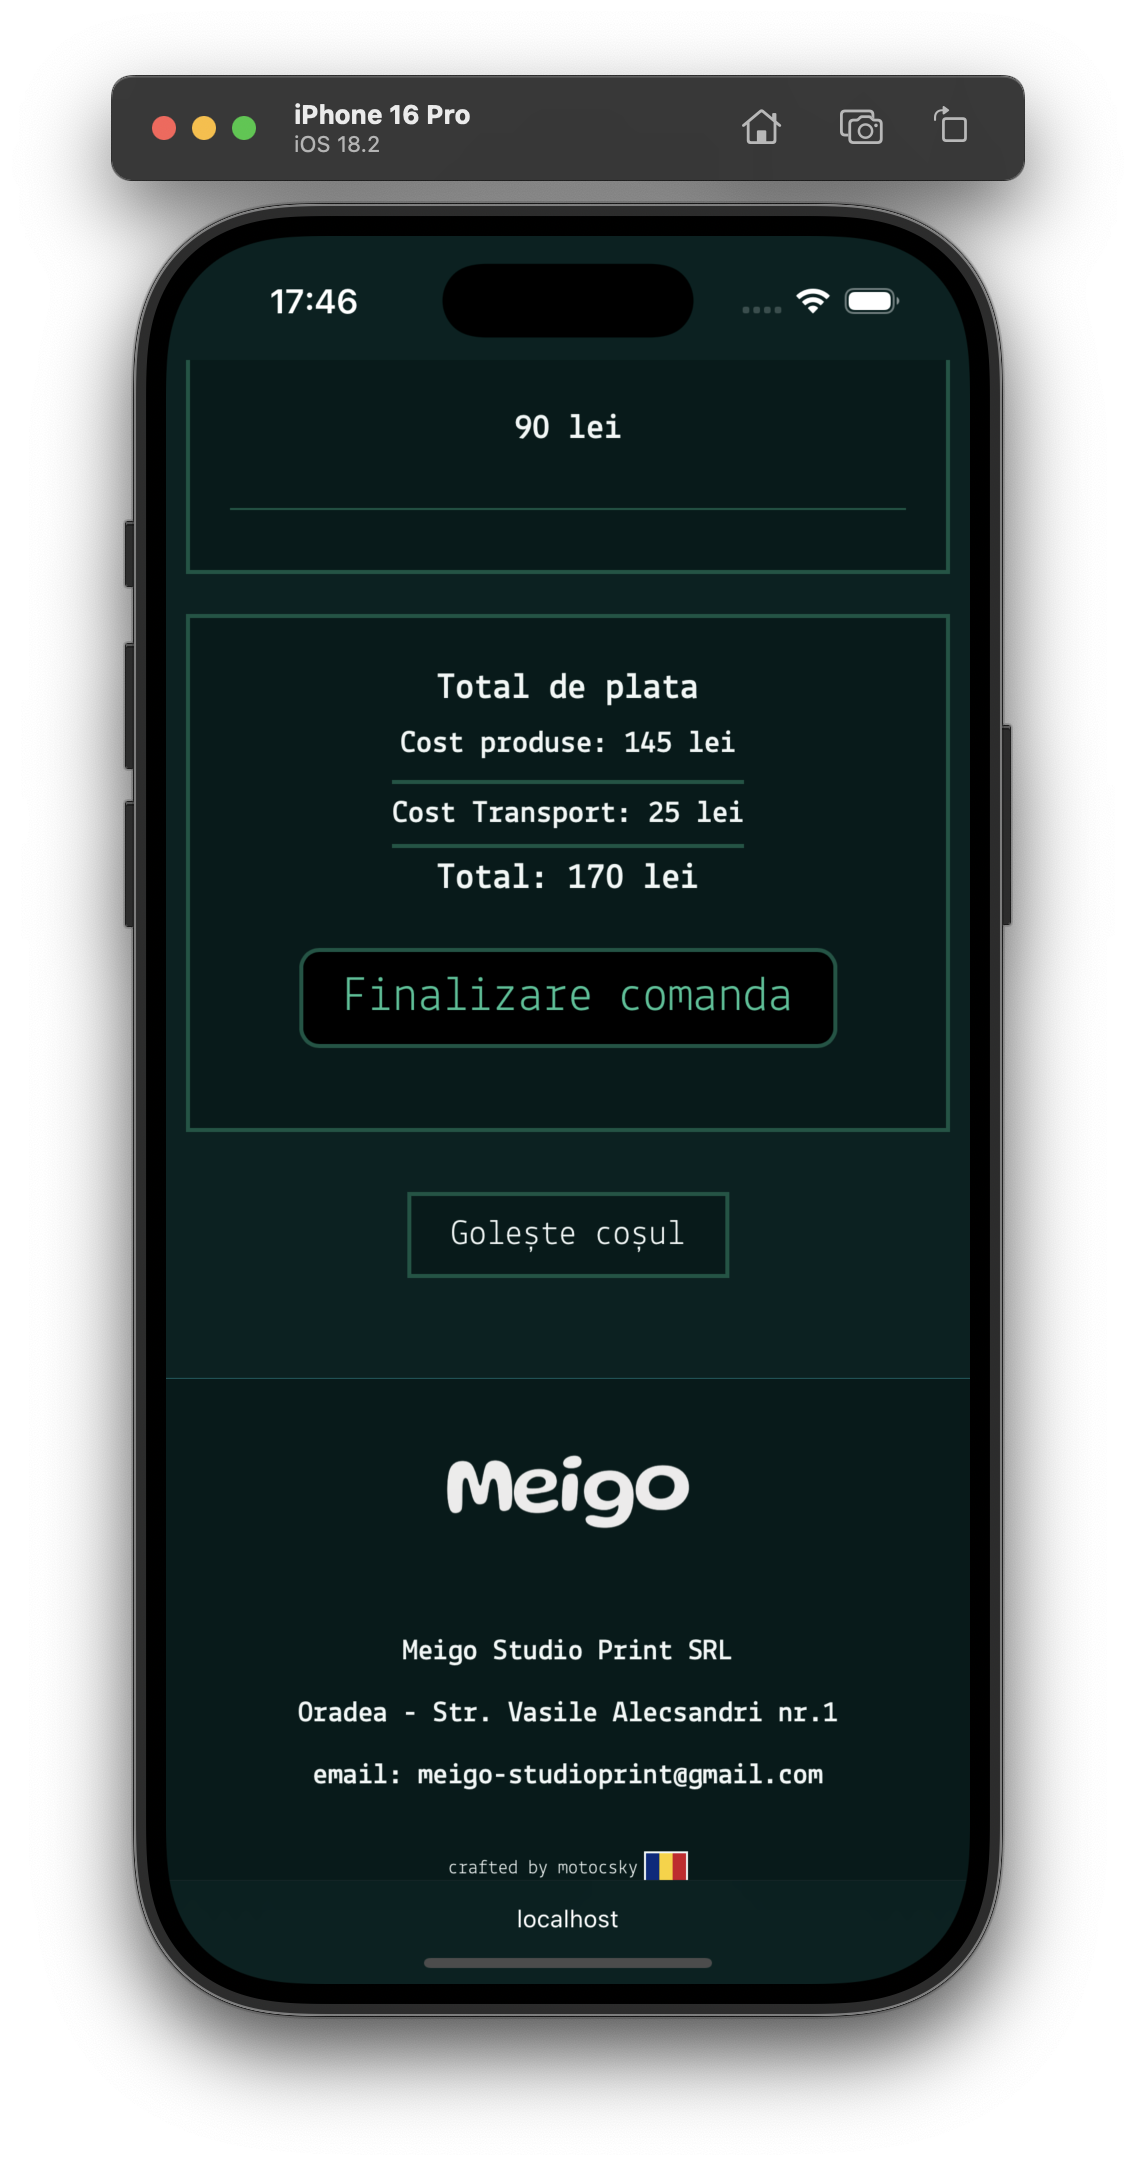 iPhone 16 Pro
iOS 18.2
17:46
90 lei
Total de plata
Cost produse: 145 lei
Cost Transport: 25 lei
Total: 170 lei
Finalizare comanda
Golește coșul
Meigo
Meigo Studio Print SRL
Oradea - Str. Vasile Alecsandri nr.1
email: meigo-studioprint@gmail.com
crafted by motocsky
localhost